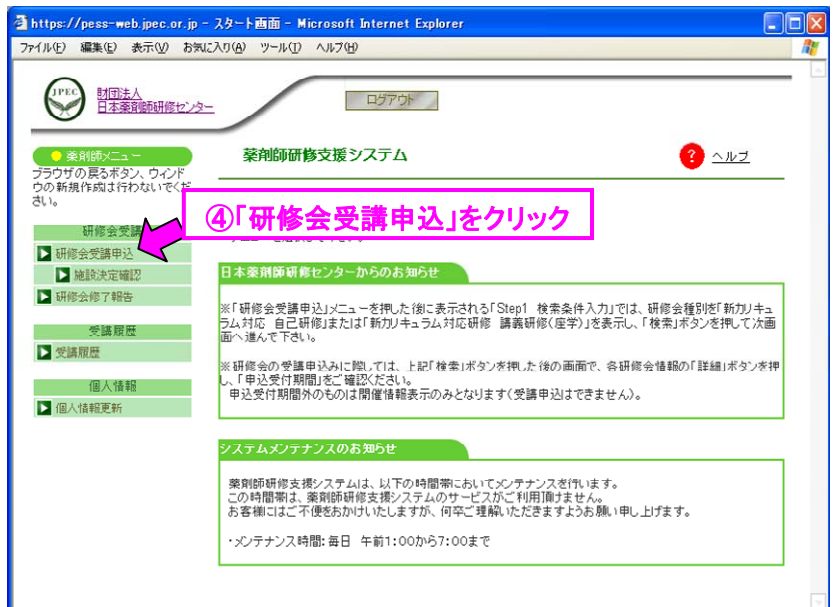 https://pess-web.jpec.or.jp - スタート画面 - Microsoft Internet Explorer
ファイル(F) 編集(E) 表示(V) お気に入り(A) ツール(T) ヘルプ(H)
JPEC
財団法人
日本薬剤師研修センター
ログアウト
薬剤師メニュー
ブラウザの戻るボタン、ウィンド
ウの新規作成は行わないでくだ
さい。
薬剤師研修支援システム
? ヘルプ
④「研修会受講申込」をクリック
研修会受講
研修会受講申込
施設決定確認
研修会修了報告
受講履歴
受講履歴
個人情報
個人情報更新
日本薬剤師研修センターからのお知らせ
※「研修会受講申込」メニューを押した後に表示される「Step1 検索条件入力」では、研修会種別を「新カリキュ
ラム対応 自己研修」または「新カリキュラム対応研修 講義研修(座学)」を表示し、「検索」ボタンを押して次画
面へ進んで下さい。
※研修会の受講申込みに際しては、上記「検索」ボタンを押した後の画面で、各研修会情報の「詳細」ボタンを押
し、「申込受付期間」をご確認ください。
申込受付期間外のものは開催情報表示のみとなります(受講申込はできません)。
システムメンテナンスのお知らせ
薬剤師研修支援システムは、以下の時間帯においてメンテナンスを行います。
この時間帯は、薬剤師研修支援システムのサービスがご利用頂けません。
お客様にはご不便をおかけいたしますが、何卒ご理解いただきますようお願い申し上げます。
・メンテナンス時間:毎日 午前1:00から7:00まで